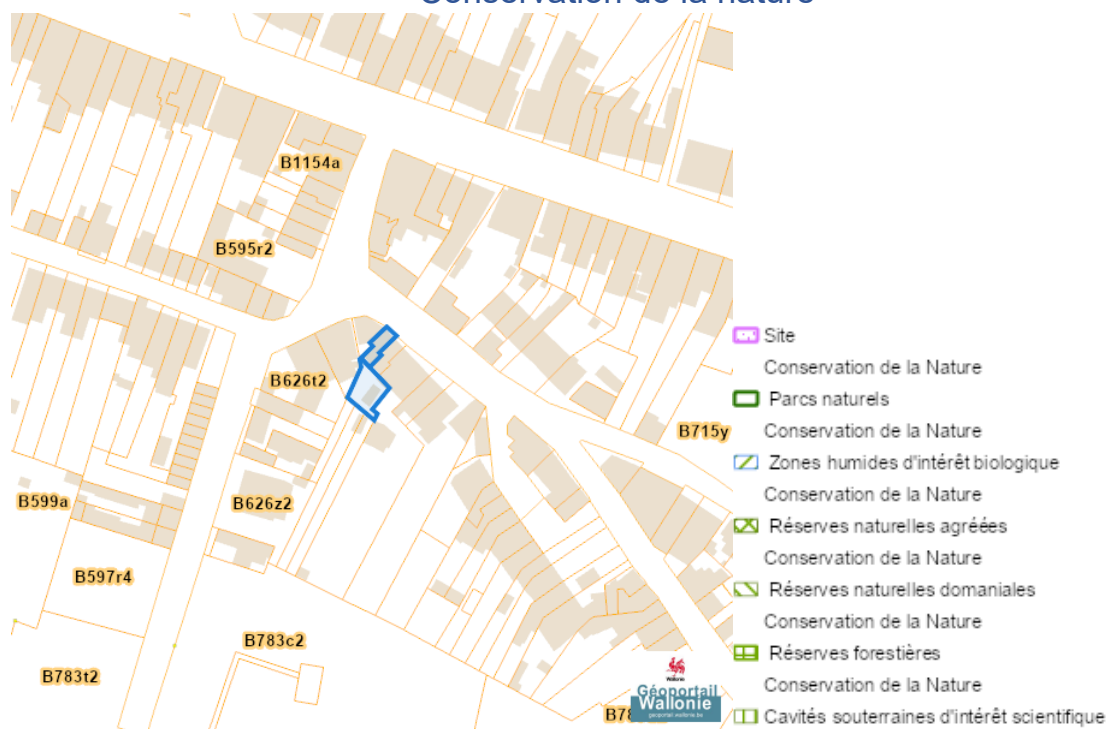 Conservation de la nature
B1154a
B595r2
B626t2
B715y
B599a
B626z2
B597r4
B783c2
B783t2
Wallonie
Géoportail
Wallonie
geoportail.wallonie.be
Site
Conservation de la Nature
Parcs naturels
Conservation de la Nature
Zones humides d'intérêt biologique
Conservation de la Nature
Réserves naturelles agréées
Conservation de la Nature
Réserves naturelles domaniales
Conservation de la Nature
Réserves forestières
Conservation de la Nature
Cavités souterraines d'intérêt scientifique